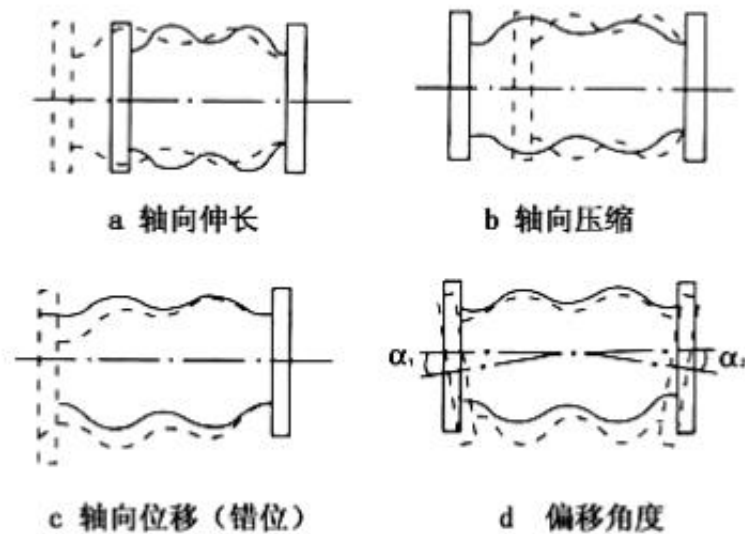 a 轴向伸长
b 轴向压缩
α₁
α₂
c 轴向位移（错位）
d 偏移角度